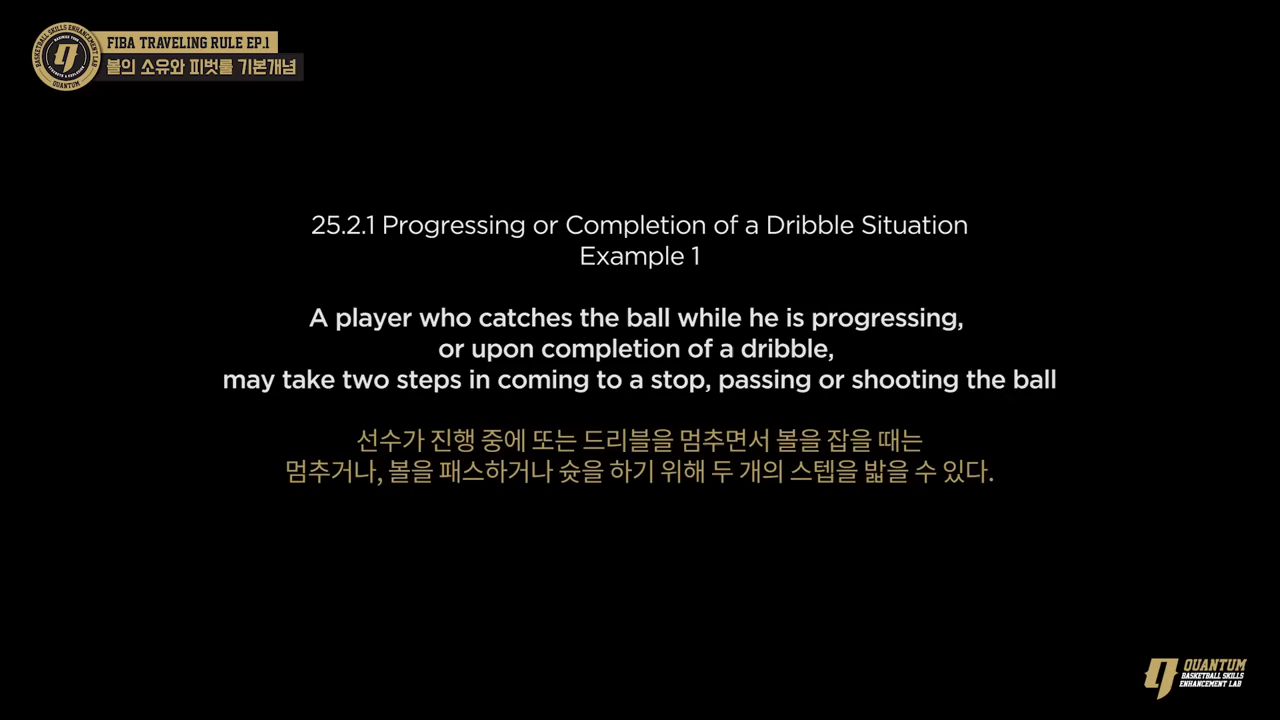 BASKETBALL SKILLS ENHANCEMENT LAB
QUANTUM
FIBA TRAVELING RULE EP.1
볼의 소유와 피벗룰 기본개념
25.2.1 Progressing or Completion of a Dribble Situation
Example 1
A player who catches the ball while he is progressing,
or upon completion of a dribble,
may take two steps in coming to a stop, passing or shooting the ball
선수가 진행 중에 또는 드리블을 멈추면서 볼을 잡을 때는
멈추거나, 볼을 패스하거나 슛을 하기 위해 두 개의 스텝을 밟을 수 있다.
QUANTUM
BASKETBALL SKILLS
ENHANCEMENT LAB